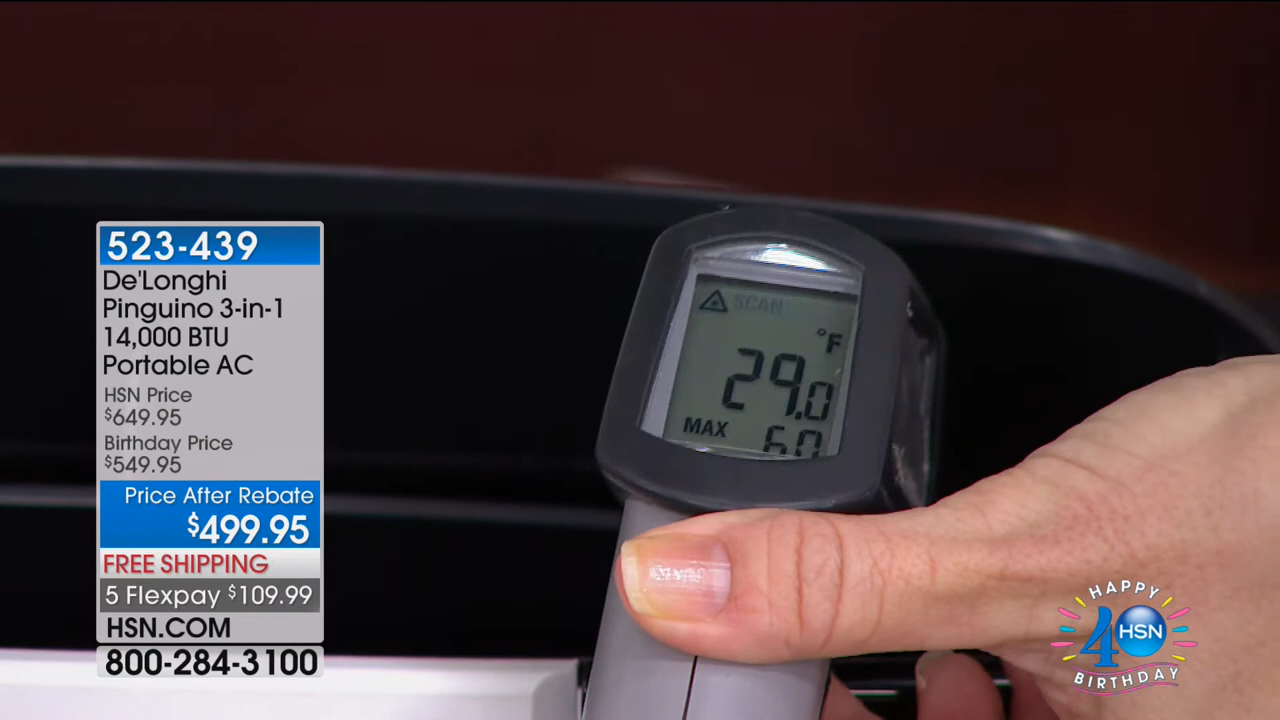 523-439
De'Longhi
Pinguino 3-in-1
14,000 BTU
Portable AC
HSN Price
$649.95
Birthday Price
$549.95
Price After Rebate
$499.95
FREE SHIPPING
5 Flexpay $109.99
HSN.COM
800-284-3100
SCAN
°F
29.0
MAX 60
HAPPY
40 HSN
BIRTHDAY